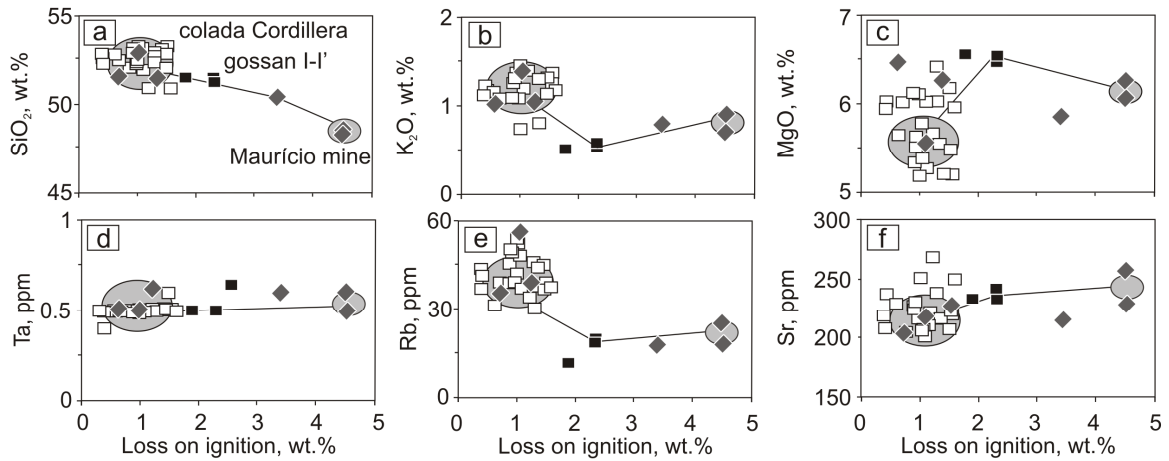 55
50
45
SiO2, wt.%
a
colada Cordillera
gossan I-I’
Maurício mine
2
1
0
K2O, wt.%
b
7
6
5
MgO, wt.%
c
1
0.5
0
Ta, ppm
d
0 1 2 3 4 5
Loss on ignition, wt.%
60
30
0
Rb, ppm
e
0 1 2 3 4 5
Loss on ignition, wt.%
300
250
200
150
Sr, ppm
f
0 1 2 3 4 5
Loss on ignition, wt.%